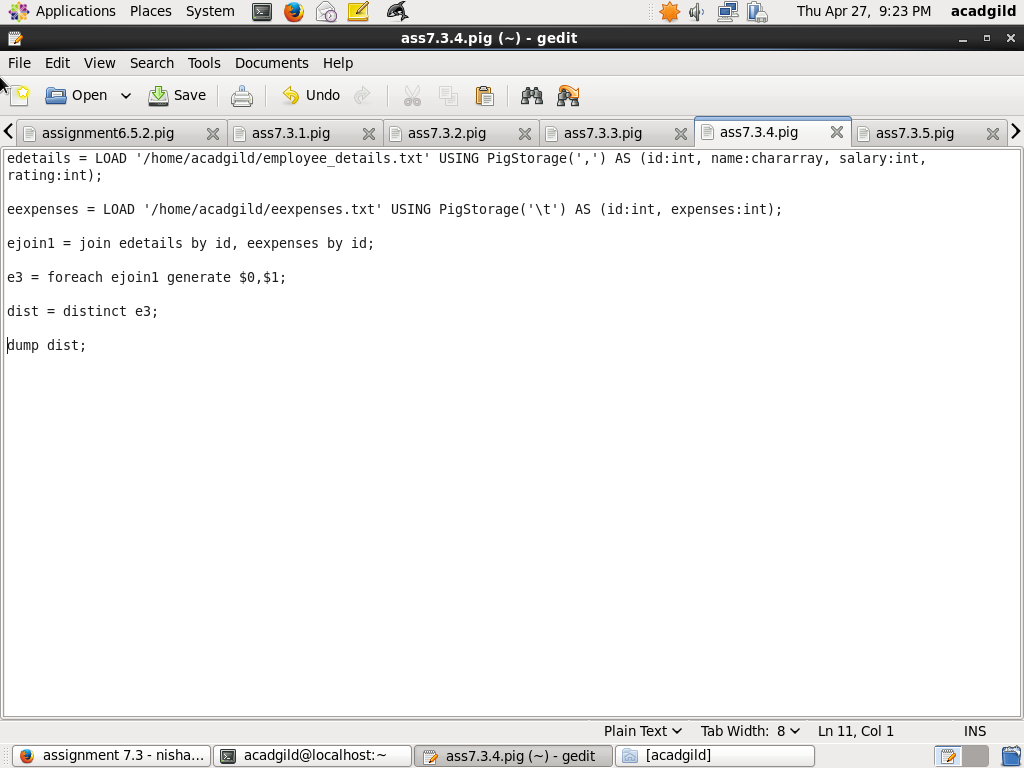 Applications Places System Thu Apr 27, 9:23 PM acadgild
ass7.3.4.pig (~) - gedit
File Edit View Search Tools Documents Help
Open Save Undo
assignment6.5.2.pig ass7.3.1.pig ass7.3.2.pig ass7.3.3.pig ass7.3.4.pig ass7.3.5.pig
edetails = LOAD '/home/acadgild/employee_details.txt' USING PigStorage(',') AS (id:int, name:chararray, salary:int,
rating:int);
eexpenses = LOAD '/home/acadgild/eexpenses.txt' USING PigStorage('\t') AS (id:int, expenses:int);
ejoin1 = join edetails by id, eexpenses by id;
e3 = foreach ejoin1 generate $0,$1;
dist = distinct e3;
dump dist;
Plain Text Tab Width: 8 Ln 11, Col 1 INS
assignment 7.3 - nisha... acadgild@localhost:~ ass7.3.4.pig (~) - gedit [acadgild]